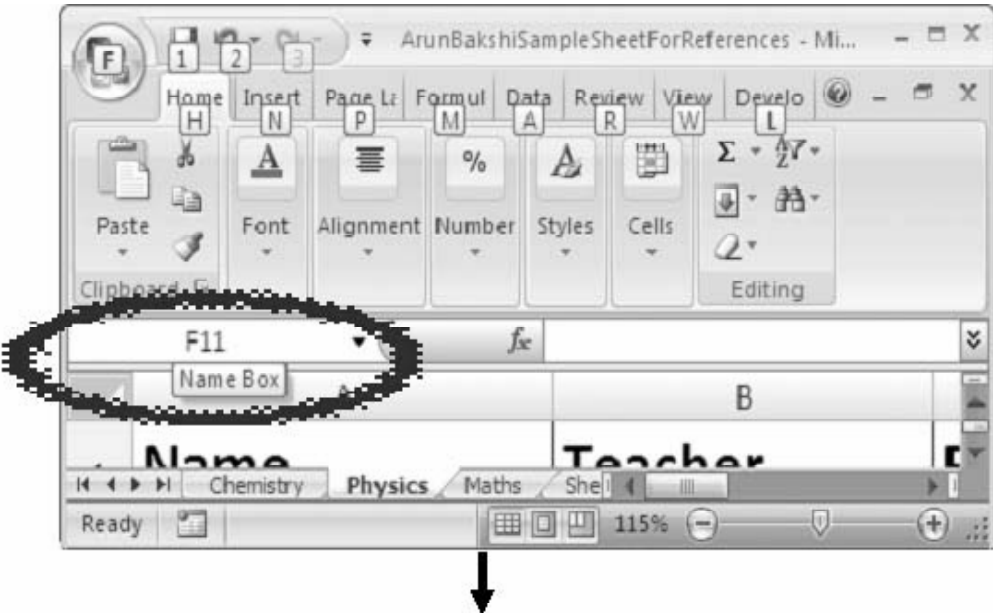 ArunBakshiSampleSheetForReferences - Mi...
F 1 2 3
Home Insert Page La Formul Data Review View Develo
H N P M A R W L
A % A Σ A Z
Paste Font Alignment Number Styles Cells
Clipboard Editing
F11 fx
Name Box
A B
Name Teacher
Chemistry Physics Maths She
Ready 115%